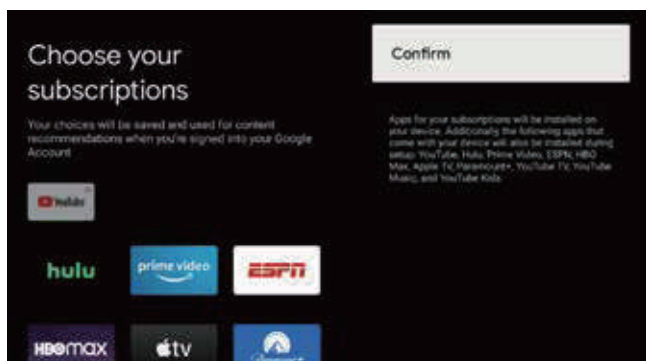 Choose your
subscriptions
Your choices will be saved and used for content
recommendations when you're signed into your Google
Account
YouTube
hulu
prime video
ESPN
HBOmax
tv
Paramount+
Confirm
Apps for your subscriptions will be installed on
your device. Additionally, the following apps that
come with your device will also be installed during
setup: YouTube, Hulu, Prime Video, ESPN, HBO
Max, Apple TV, Paramount+, YouTube TV, YouTube
Music, and YouTube Kids.